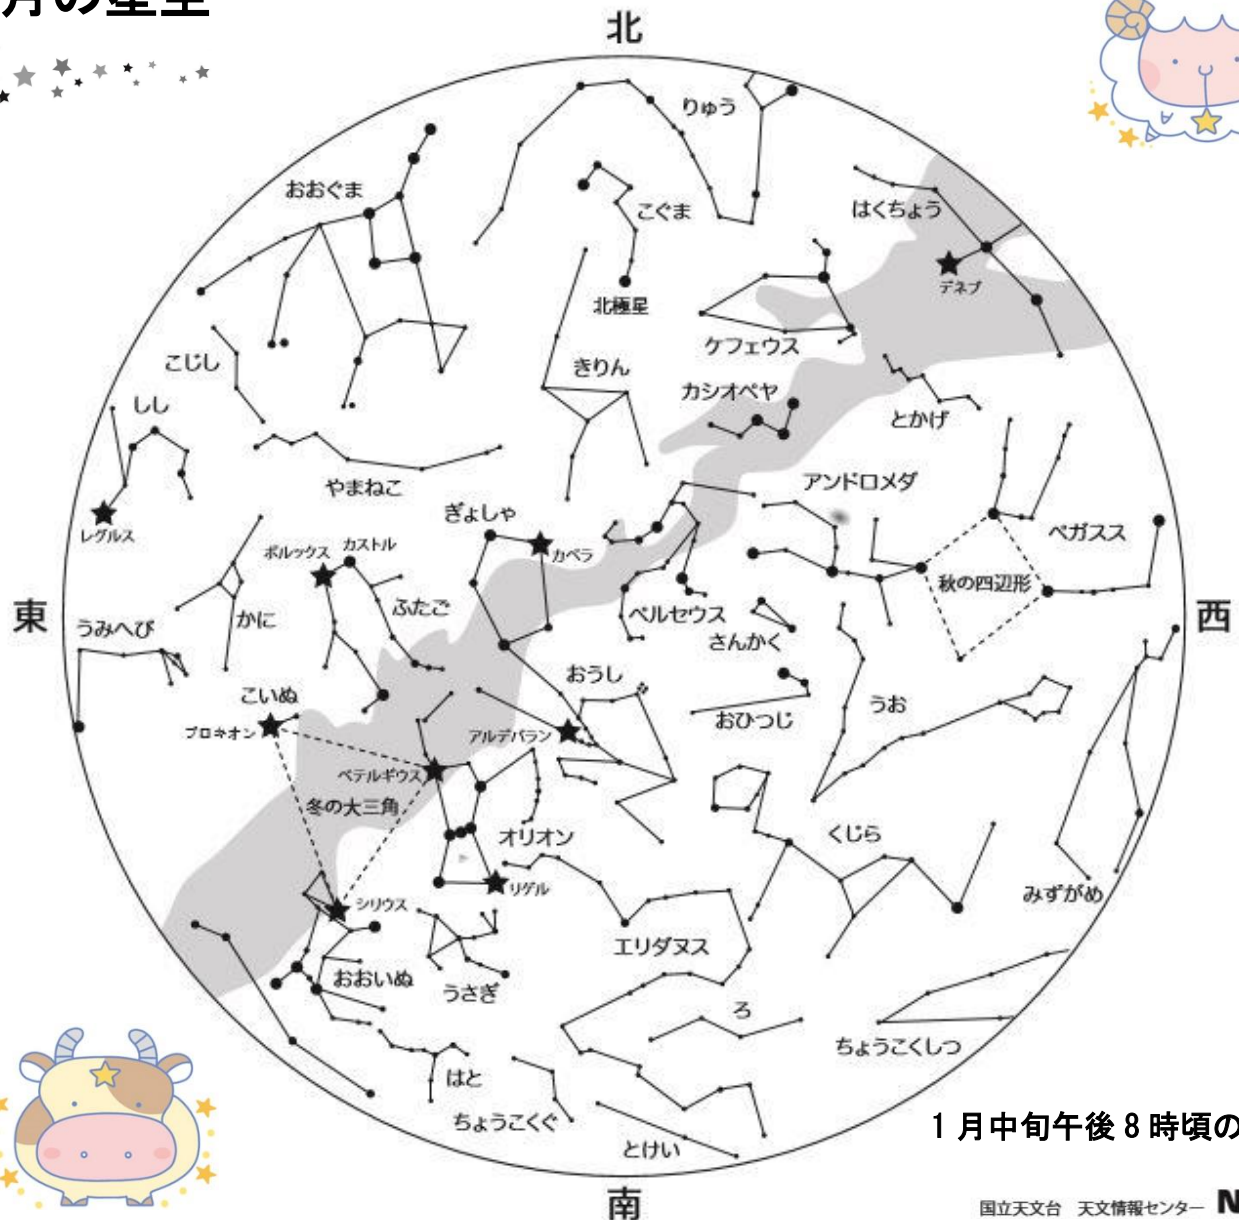 月の星空
北
りゅう
おおぐま
こぐま
はくちょう
北極星
デネブ
ケフェウス
こじし
きりん
カシオペヤ
しし
とかげ
やまねこ
アンドロメダ
レグルス
ぎょしゃ
ポルックス カストル
カペラ
ペガスス
秋の四辺形
ふたご
かに
ペルセウス
さんかく
東
西
うみへび
おうし
こいぬ
おひつじ
うお
プロキオン
アルデバラン
ベテルギウス
冬の大三角
オリオン
くじら
リゲル
みずがめ
シリウス
エリダヌス
おおいぬ
うさぎ
ろ
ちょうこくしつ
はと
ちょうこくぐ
とけい
1月中旬午後8時頃の
南
国立天文台 天文情報センター